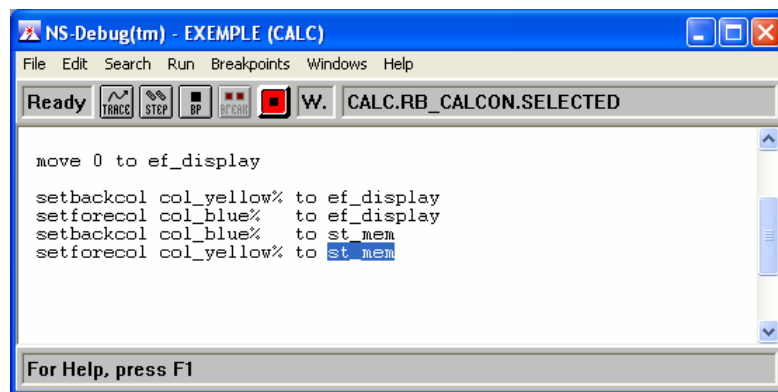 NS-Debug(tm) - EXEMPLE (CALC)
File Edit Search Run Breakpoints Windows Help
Ready TRACE STEP BP BREAK W. CALC.RB_CALCON.SELECTED
move 0 to ef_display
setbackcol col_yellow% to ef_display
setforecol col_blue% to ef_display
setbackcol col_blue% to st_mem
setforecol col_yellow% to st_mem
For Help, press F1